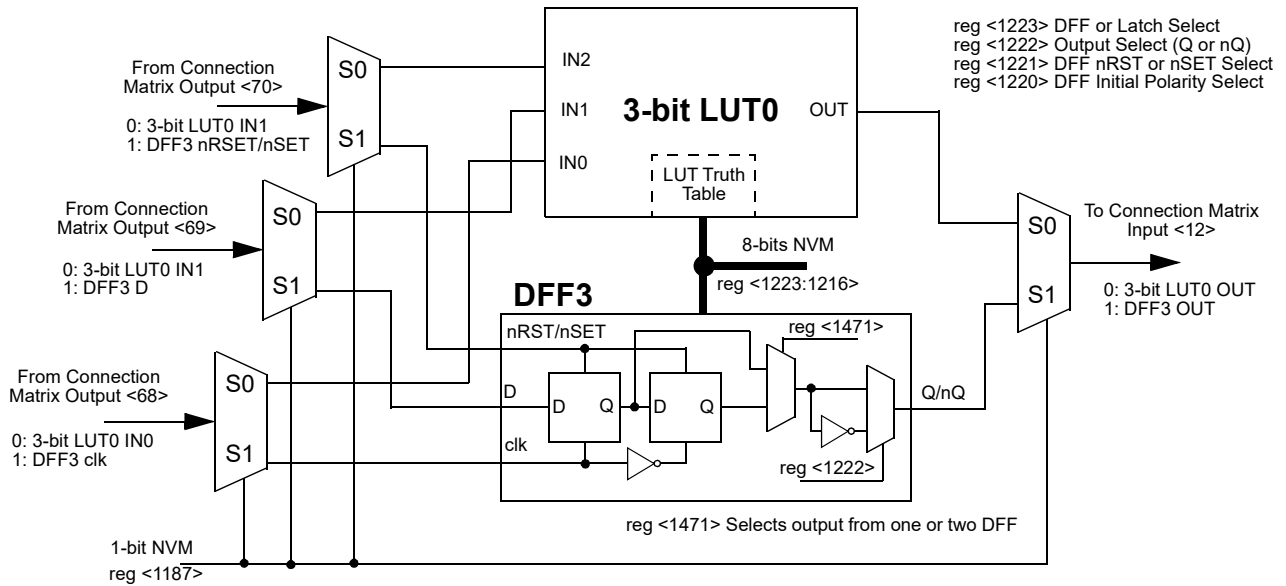 reg <1223> DFF or Latch Select
reg <1222> Output Select (Q or nQ)
reg <1221> DFF nRST or nSET Select
reg <1220> DFF Initial Polarity Select
From Connection
Matrix Output <70>
0: 3-bit LUT0 IN1
1: DFF3 nRSET/nSET
S0
S1
IN2
IN1
IN0
3-bit LUT0
OUT
LUT Truth
Table
From Connection
Matrix Output <69>
0: 3-bit LUT0 IN1
1: DFF3 D
S0
S1
8-bits NVM
reg <1223:1216>
S0
S1
To Connection Matrix
Input <12>
0: 3-bit LUT0 OUT
1: DFF3 OUT
DFF3
nRST/nSET
reg <1471>
From Connection
Matrix Output <68>
0: 3-bit LUT0 IN0
1: DFF3 clk
S0
S1
D
D
Q
D
Q
Q/nQ
clk
reg <1222>
reg <1471> Selects output from one or two DFF
1-bit NVM
reg <1187>